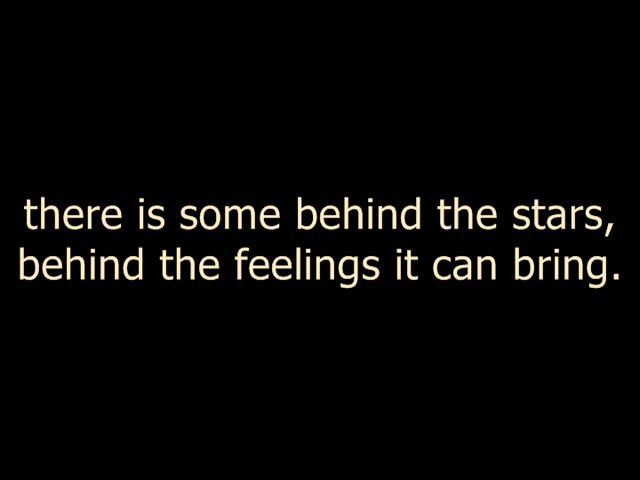 there is some behind the stars,
behind the feelings it can bring.